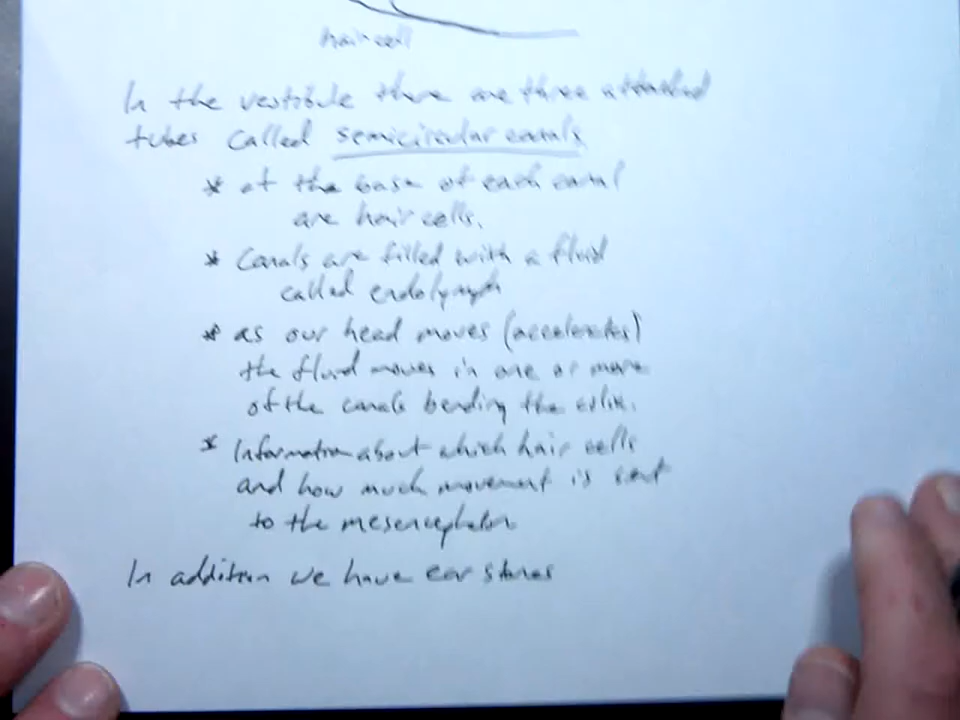 hair cell
In the vestibule there are three attached
tubes called semicircular canals
* at the base of each canal
are hair cells.
* Canals are filled with a fluid
called endolymph
* as our head moves (accelerates)
the fluid moves in one or more
of the canals bending the cilia.
* Information about which hair cells
and how much movement is sent
to the mesencephalon
In addition we have ear stones